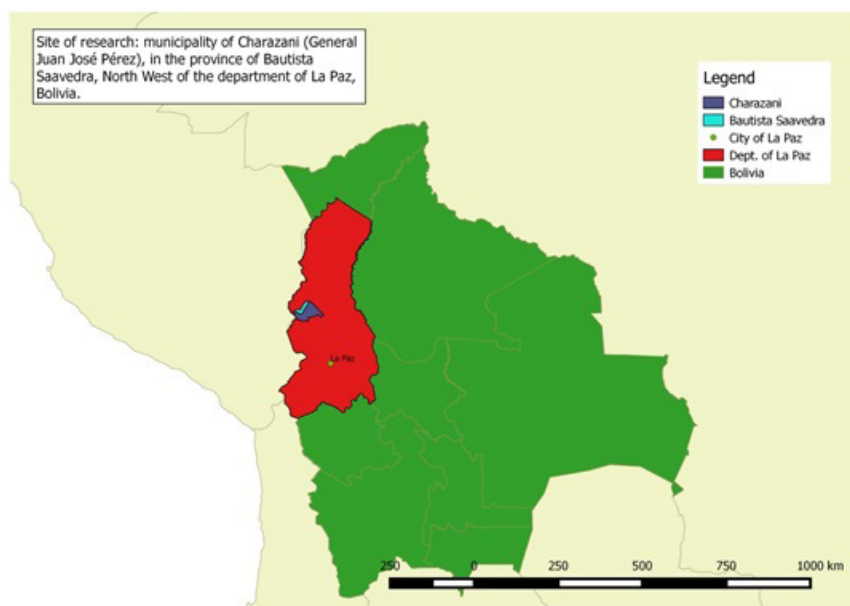 Site of research: municipality of Charazani (General
Juan José Pérez), in the province of Bautista
Saavedra, North West of the department of La Paz,
Bolivia.
Legend
Charazani
Bautista Saavedra
City of La Paz
Dept. of La Paz
Bolivia
La Paz
250 0 250 500 750 1000 km